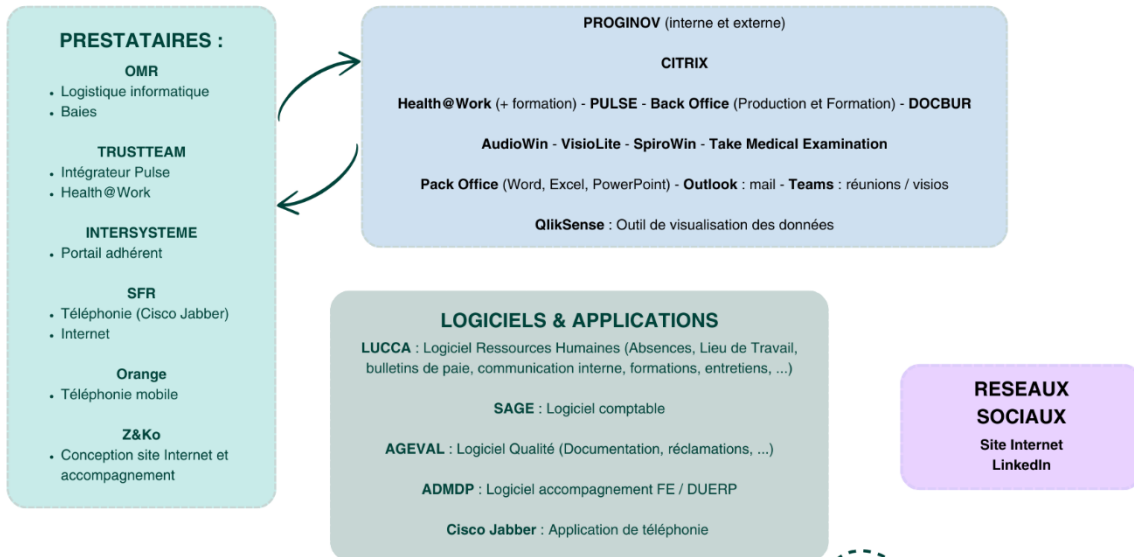 PRESTATAIRES :
OMR
• Logistique informatique
• Baies
TRUSTTEAM
• Intégrateur Pulse
• Health@Work
INTERSYSTEME
• Portail adhérent
SFR
• Téléphonie (Cisco Jabber)
• Internet
Orange
• Téléphonie mobile
Z&Ko
• Conception site Internet et
accompagnement
PROGINOV (interne et externe)
CITRIX
Health@Work (+ formation) - PULSE - Back Office (Production et Formation) - DOCBUR
AudioWin - VisioLite - SpiroWin - Take Medical Examination
Pack Office (Word, Excel, PowerPoint) - Outlook : mail - Teams : réunions / visios
QlikSense : Outil de visualisation des données
LOGICIELS & APPLICATIONS
LUCCA : Logiciel Ressources Humaines (Absences, Lieu de Travail,
bulletins de paie, communication interne, formations, entretiens, ...)
SAGE : Logiciel comptable
AGEVAL : Logiciel Qualité (Documentation, réclamations, ...)
ADMDP : Logiciel accompagnement FE / DUERP
Cisco Jabber : Application de téléphonie
RESEAUX
SOCIAUX
Site Internet
LinkedIn